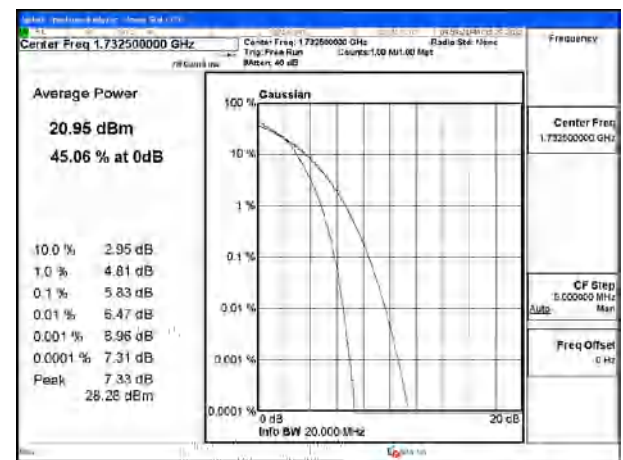 Center Freq 1.732500000 GHz
Center Freq: 1.732500000 GHz
Radio Std: None
Trig: Free Run
Counts:1.00 M/1.00 Mpt
#Atten: 40 dB
Frequency
Average Power
20.95 dBm
45.06 % at 0dB
10.0 % 2.95 dB
1.0 % 4.81 dB
0.1 % 5.83 dB
0.01 % 6.47 dB
0.001 % 6.96 dB
0.0001 % 7.31 dB
Peak 7.33 dB
28.28 dBm
Gaussian
100 %
10 %
1 %
0.1 %
0.01 %
0.001 %
0.0001 %
0 dB
20 dB
Info BW 20.000 MHz
Center Freq
1.732500000 GHz
CF Step
5.000000 MHz
Auto Man
Freq Offset
0 Hz